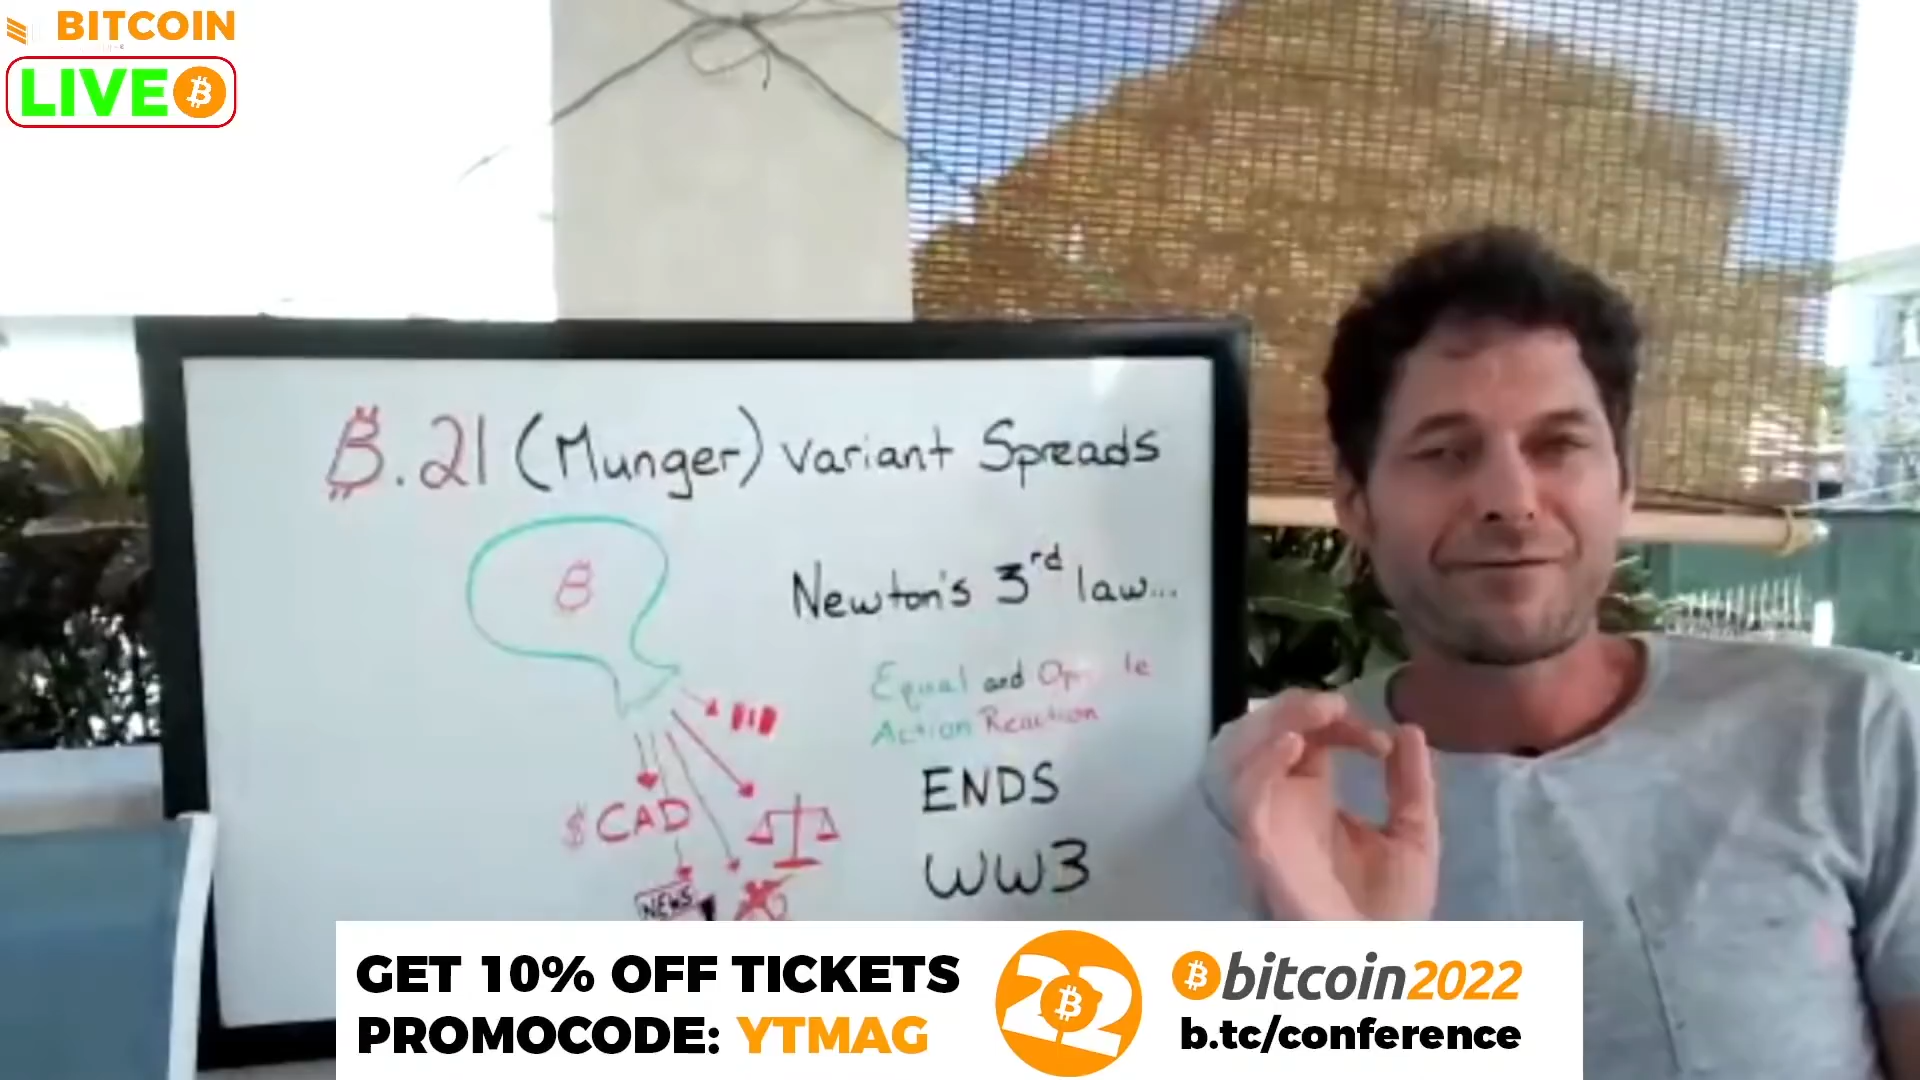 BITCOIN
LIVE
₿.21 (Munger) variant Spreads
₿
Newton's 3rd law...
Equal and
Action Reaction
$CAD
ENDS
NEWS
WW3
GET 10% OFF TICKETS
PROMOCODE: YTMAG
22
bitcoin2022
b.tc/conference